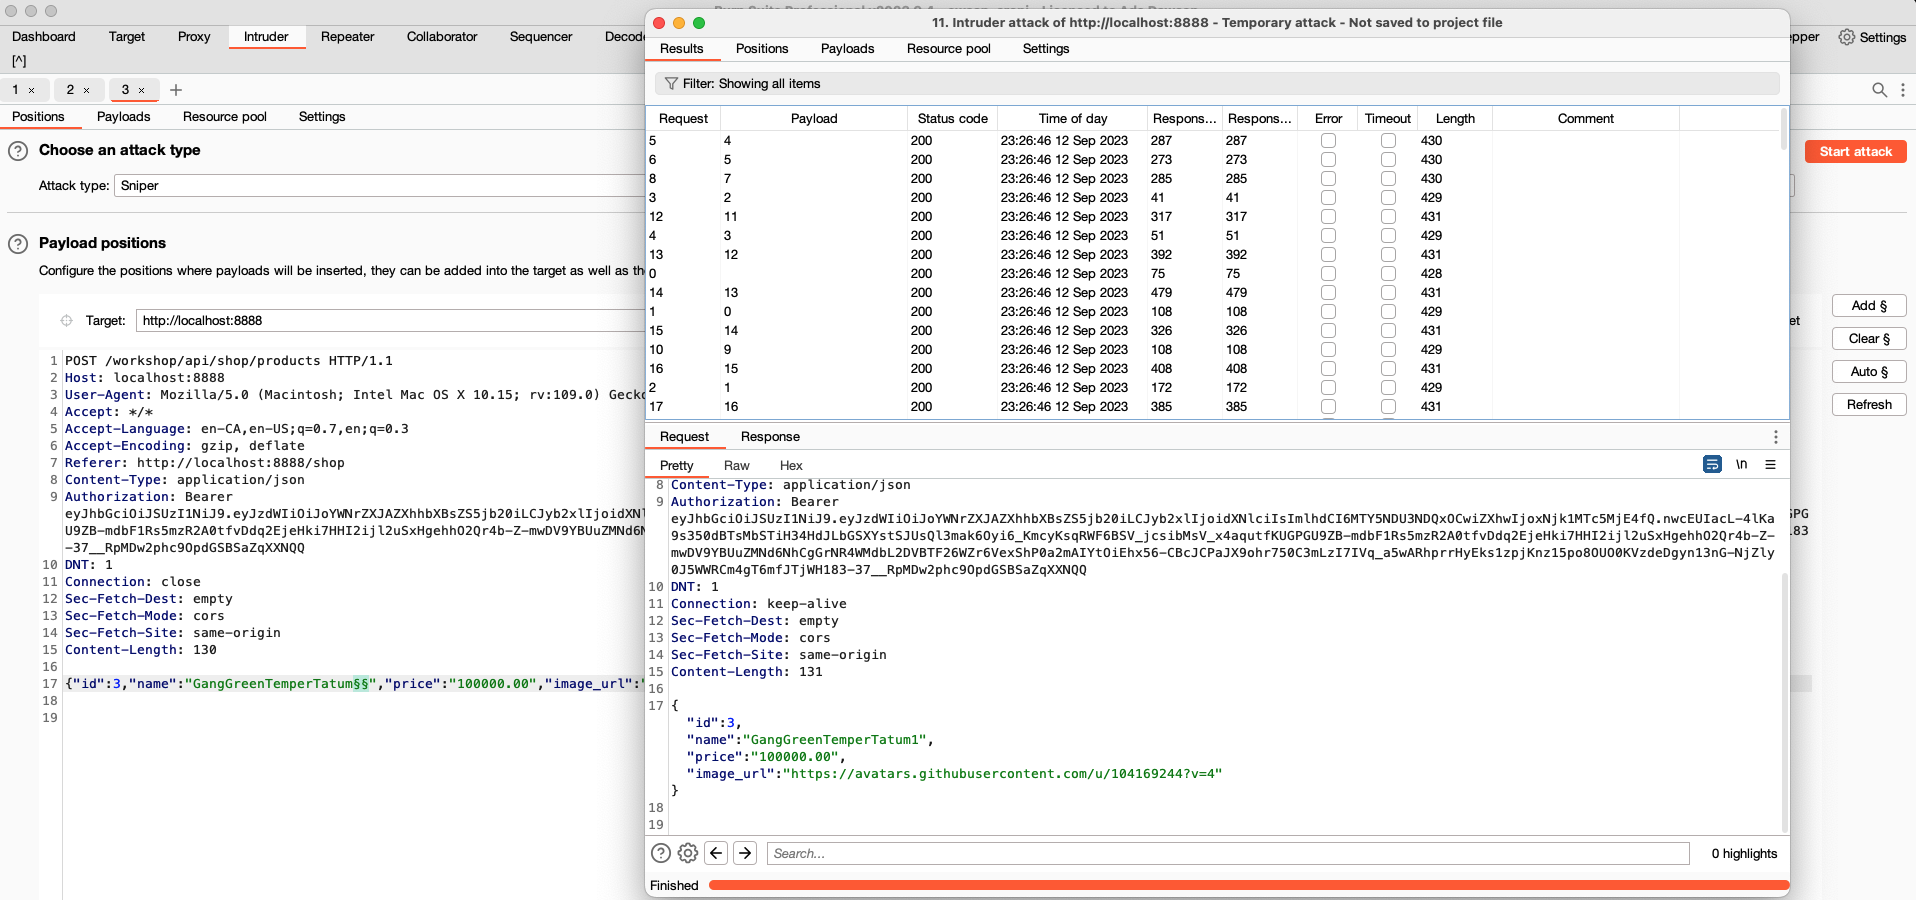 Dashboard Target Proxy Intruder Repeater Collaborator Sequencer Decod
[^]
1 × 2 × 3 × +
Positions Payloads Resource pool Settings
? Choose an attack type
Attack type: Sniper
? Payload positions
Configure the positions where payloads will be inserted, they can be added into the target as well as th
Target: http://localhost:8888
1 POST /workshop/api/shop/products HTTP/1.1
2 Host: localhost:8888
3 User-Agent: Mozilla/5.0 (Macintosh; Intel Mac OS X 10.15; rv:109.0) Gecko
4 Accept: */*
5 Accept-Language: en-CA,en-US;q=0.7,en;q=0.3
6 Accept-Encoding: gzip, deflate
7 Referer: http://localhost:8888/shop
8 Content-Type: application/json
9 Authorization: Bearer
10 DNT: 1
11 Connection: close
12 Sec-Fetch-Dest: empty
13 Sec-Fetch-Mode: cors
14 Sec-Fetch-Site: same-origin
15 Content-Length: 130
16
17 {"id":3,"name":"GangGreenTemperTatum§§","price":"100000.00","image_url":"
18
19
11. Intruder attack of http://localhost:8888 - Temporary attack - Not saved to project file
Results Positions Payloads Resource pool Settings
Filter: Showing all items
Request Payload Status code Time of day Respons... Respons... Error Timeout Length Comment
5 4 200 23:26:46 12 Sep 2023 287 287 430
6 5 200 23:26:46 12 Sep 2023 273 273 430
8 7 200 23:26:46 12 Sep 2023 285 285 430
3 2 200 23:26:46 12 Sep 2023 41 41 429
12 11 200 23:26:46 12 Sep 2023 317 317 431
4 3 200 23:26:46 12 Sep 2023 51 51 429
13 12 200 23:26:46 12 Sep 2023 392 392 431
0 200 23:26:46 12 Sep 2023 75 75 428
14 13 200 23:26:46 12 Sep 2023 479 479 431
1 0 200 23:26:46 12 Sep 2023 108 108 429
15 14 200 23:26:46 12 Sep 2023 326 326 431
10 9 200 23:26:46 12 Sep 2023 108 108 429
16 15 200 23:26:46 12 Sep 2023 408 408 431
2 1 200 23:26:46 12 Sep 2023 172 172 429
17 16 200 23:26:46 12 Sep 2023 385 385 431
Request Response
Pretty Raw Hex \n
8 Content-Type: application/json
9 Authorization: Bearer
10 DNT: 1
11 Connection: keep-alive
12 Sec-Fetch-Dest: empty
13 Sec-Fetch-Mode: cors
14 Sec-Fetch-Site: same-origin
15 Content-Length: 131
16
17 {
"id":3,
"name":"GangGreenTemperTatum1",
"price":"100000.00",
"image_url":"https://avatars.githubusercontent.com/u/104169244?v=4"
}
18
19
? Search... 0 highlights
Finished
epper Settings
Start attack
et
Add §
Clear §
Auto §
Refresh